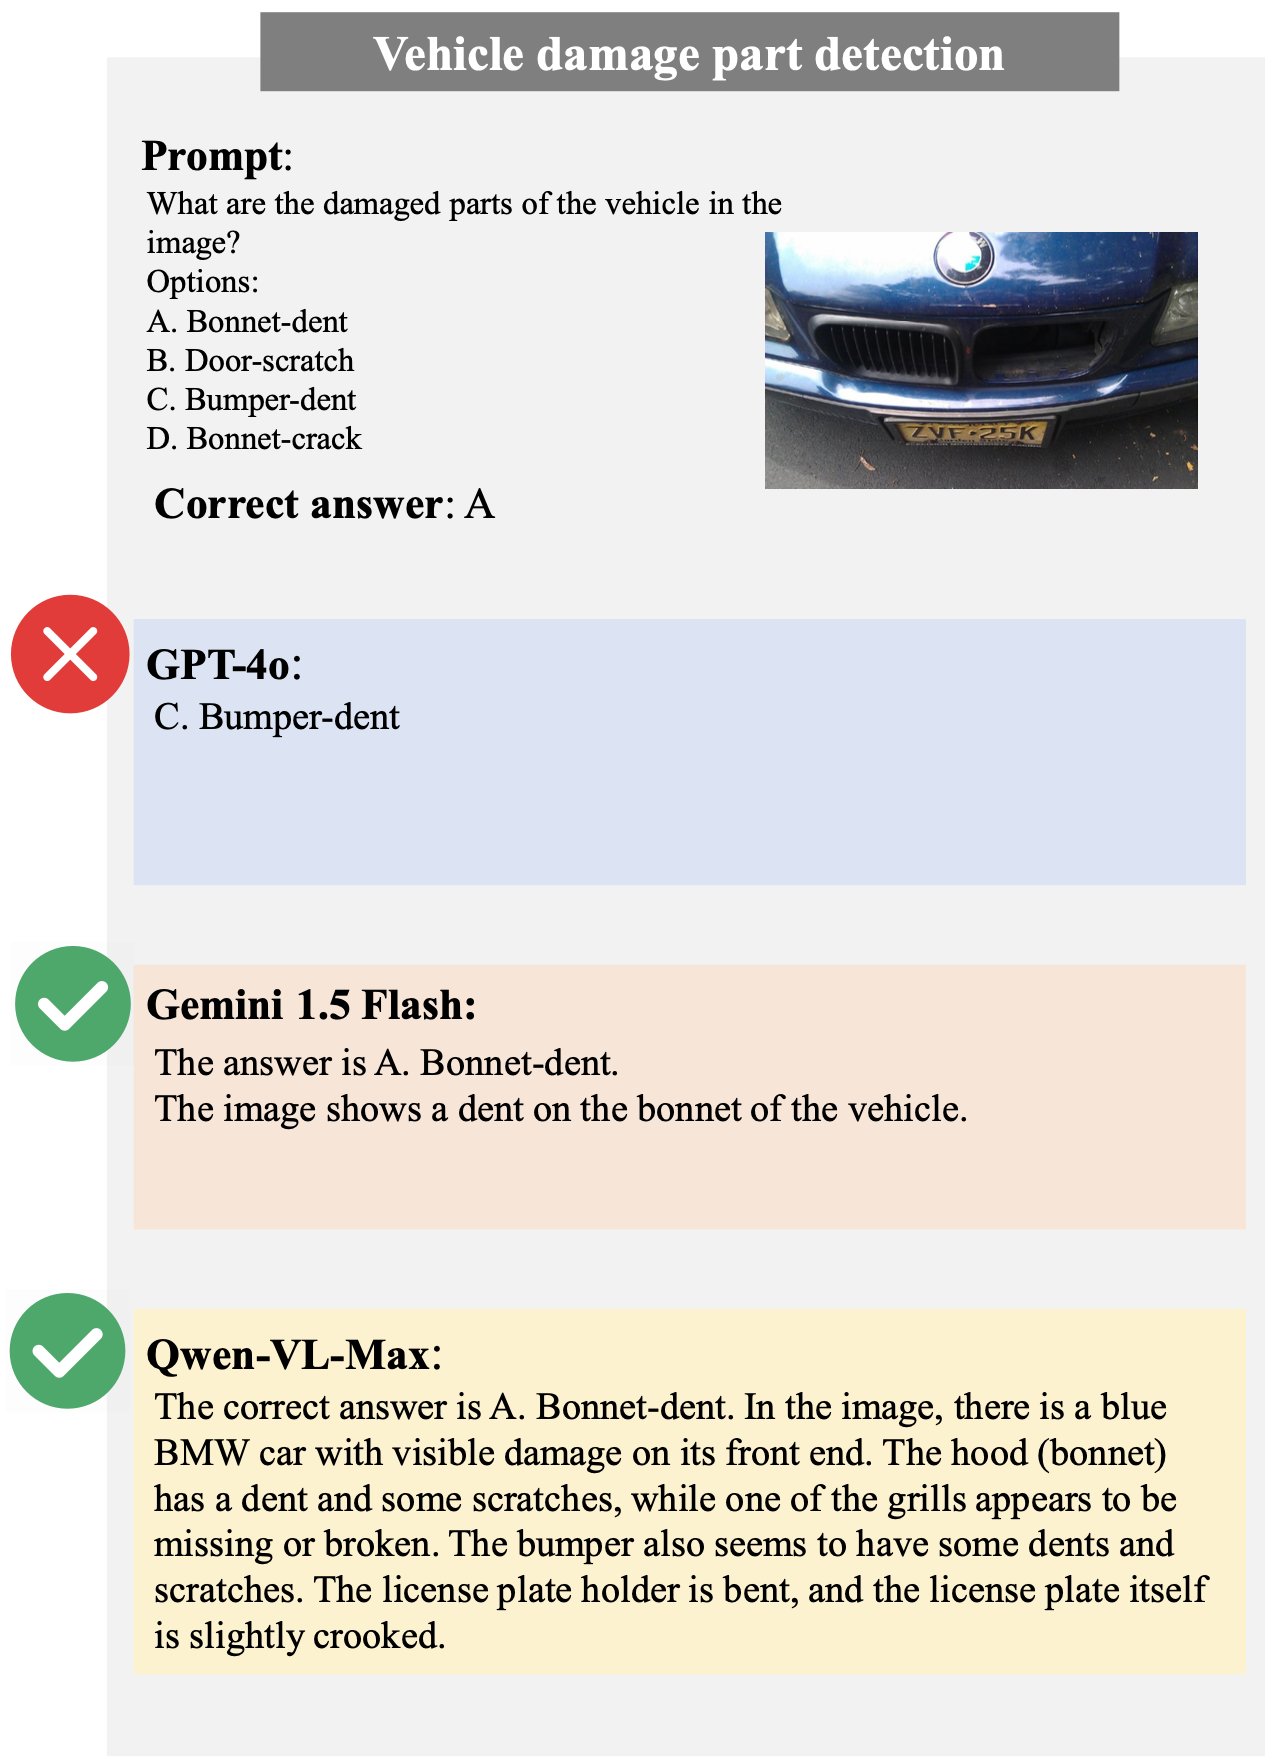 Vehicle damage part detection
Prompt:
What are the damaged parts of the vehicle in the
image?
Options:
A. Bonnet-dent
B. Door-scratch
C. Bumper-dent
D. Bonnet-crack
ZVF·25K
Correct answer: A
GPT-4o:
C. Bumper-dent
Gemini 1.5 Flash:
The answer is A. Bonnet-dent.
The image shows a dent on the bonnet of the vehicle.
Qwen-VL-Max:
The correct answer is A. Bonnet-dent. In the image, there is a blue
BMW car with visible damage on its front end. The hood (bonnet)
has a dent and some scratches, while one of the grills appears to be
missing or broken. The bumper also seems to have some dents and
scratches. The license plate holder is bent, and the license plate itself
is slightly crooked.